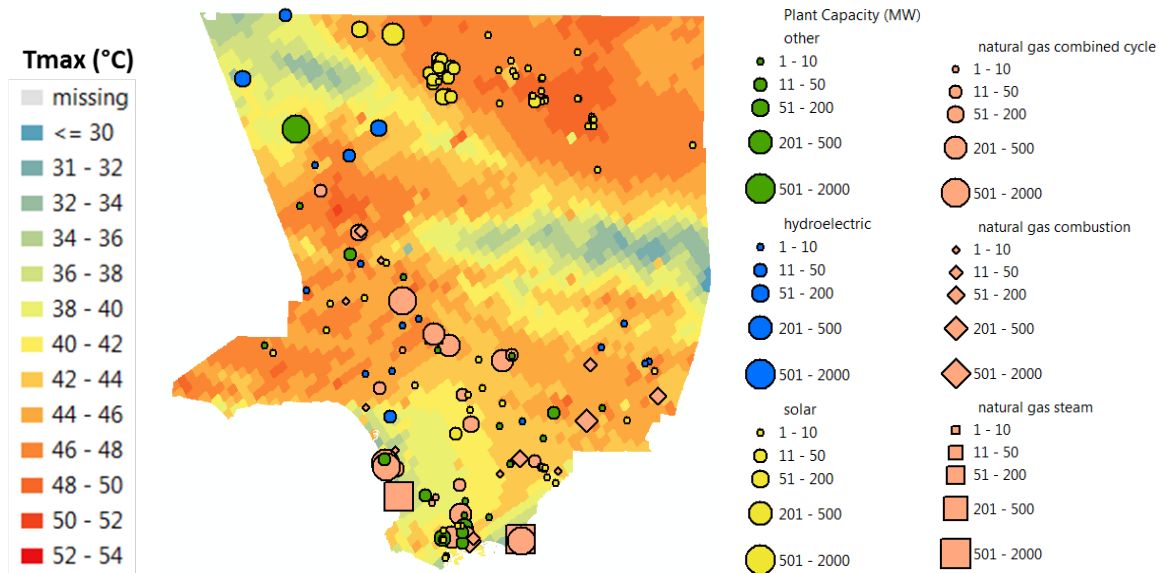 Tmax (°C)
missing
<= 30
31 - 32
32 - 34
34 - 36
36 - 38
38 - 40
40 - 42
42 - 44
44 - 46
46 - 48
48 - 50
50 - 52
52 - 54
Plant Capacity (MW)
other
1 - 10
11 - 50
51 - 200
201 - 500
501 - 2000
hydroelectric
1 - 10
11 - 50
51 - 200
201 - 500
501 - 2000
solar
1 - 10
11 - 50
51 - 200
201 - 500
501 - 2000
natural gas combined cycle
1 - 10
11 - 50
51 - 200
201 - 500
501 - 2000
natural gas combustion
1 - 10
11 - 50
51 - 200
201 - 500
501 - 2000
natural gas steam
1 - 10
11 - 50
51 - 200
201 - 500
501 - 2000